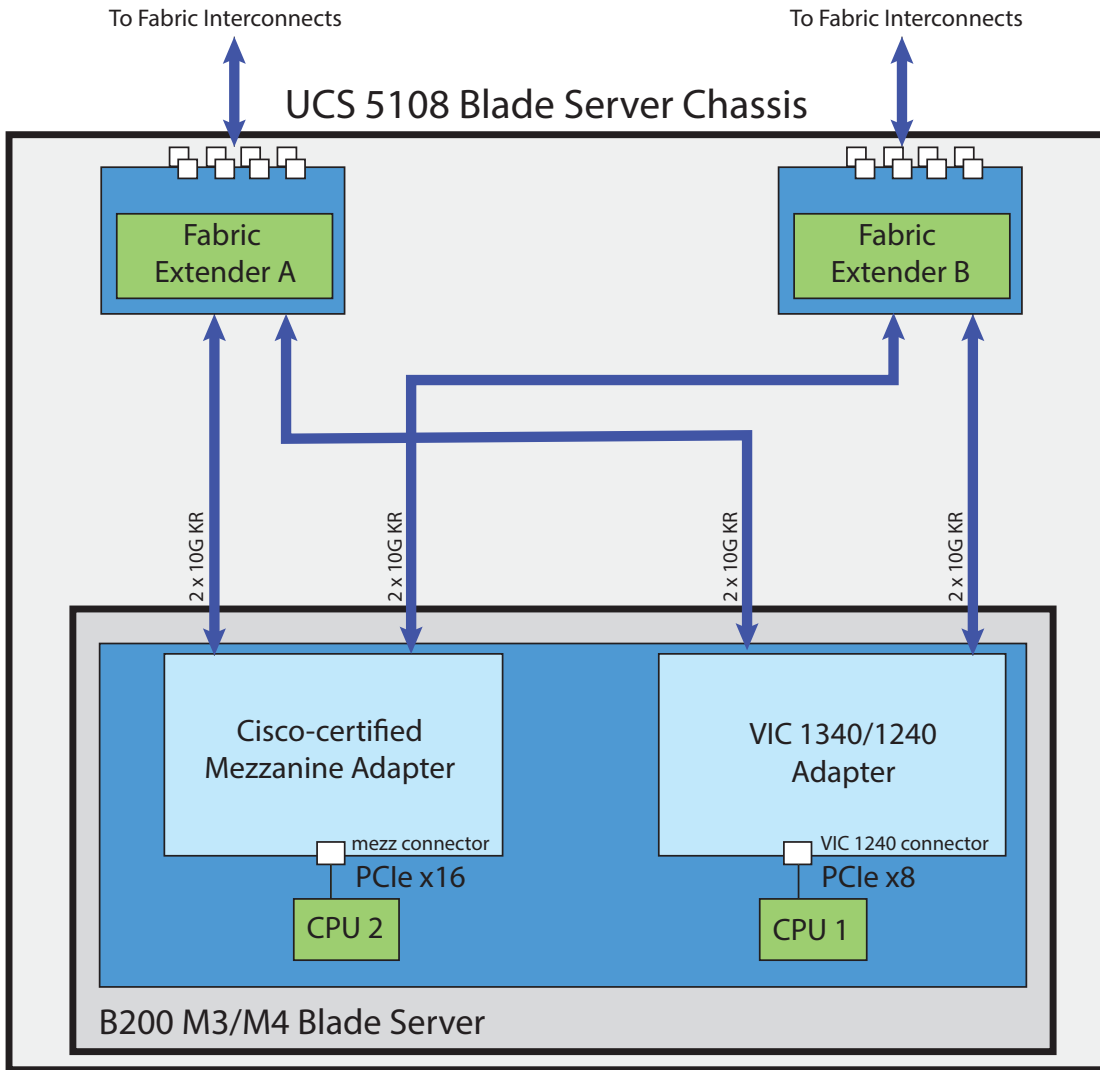 To Fabric Interconnects
To Fabric Interconnects
UCS 5108 Blade Server Chassis
Fabric
Extender A
Fabric
Extender B
2 x 10G KR
2 x 10G KR
2 x 10G KR
2 x 10G KR
Cisco-certified
Mezzanine Adapter
VIC 1340/1240
Adapter
mezz connector
VIC 1240 connector
PCIe x16
PCIe x8
CPU 2
CPU 1
B200 M3/M4 Blade Server